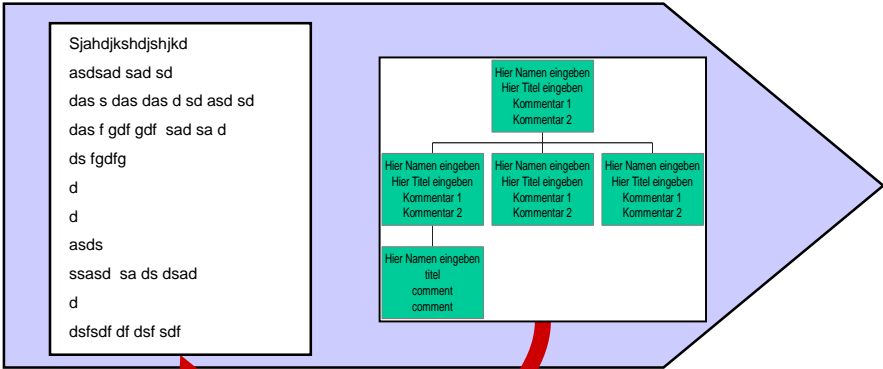 Sjahdjkshdjshjkd
asdsad sad sd
das s das das d sd asd sd
das f gdf gdf  sad sa d
ds fgdfg
d
d
asds
ssasd  sa ds dsad
d
dsfsdf df dsf sdf
Hier Namen eingeben
Hier Titel eingeben
Kommentar 1
Kommentar 2
Hier Namen eingeben
Hier Titel eingeben
Kommentar 1
Kommentar 2
Hier Namen eingeben
Hier Titel eingeben
Kommentar 1
Kommentar 2
Hier Namen eingeben
Hier Titel eingeben
Kommentar 1
Kommentar 2
Hier Namen eingeben
titel
comment
comment